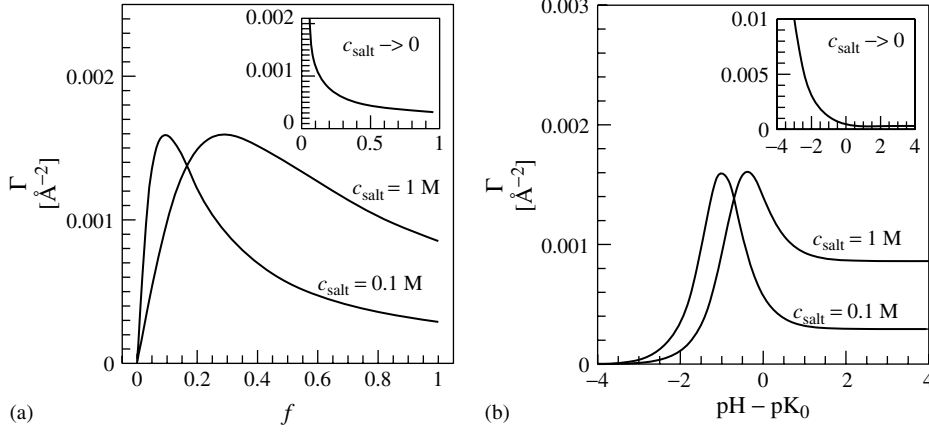 0.002
0.001
0
0
0.5
1
c_salt −> 0
0.002
0.001
0
Γ
[Å⁻²]
c_salt = 1 M
c_salt = 0.1 M
0
0.2
0.4
0.6
0.8
1
f
(a)
0.01
0.005
0
−4
−2
0
2
4
c_salt −> 0
0.003
0.002
0.001
0
Γ
[Å⁻²]
c_salt = 1 M
c_salt = 0.1 M
−4
−2
0
2
4
pH − pK₀
(b)